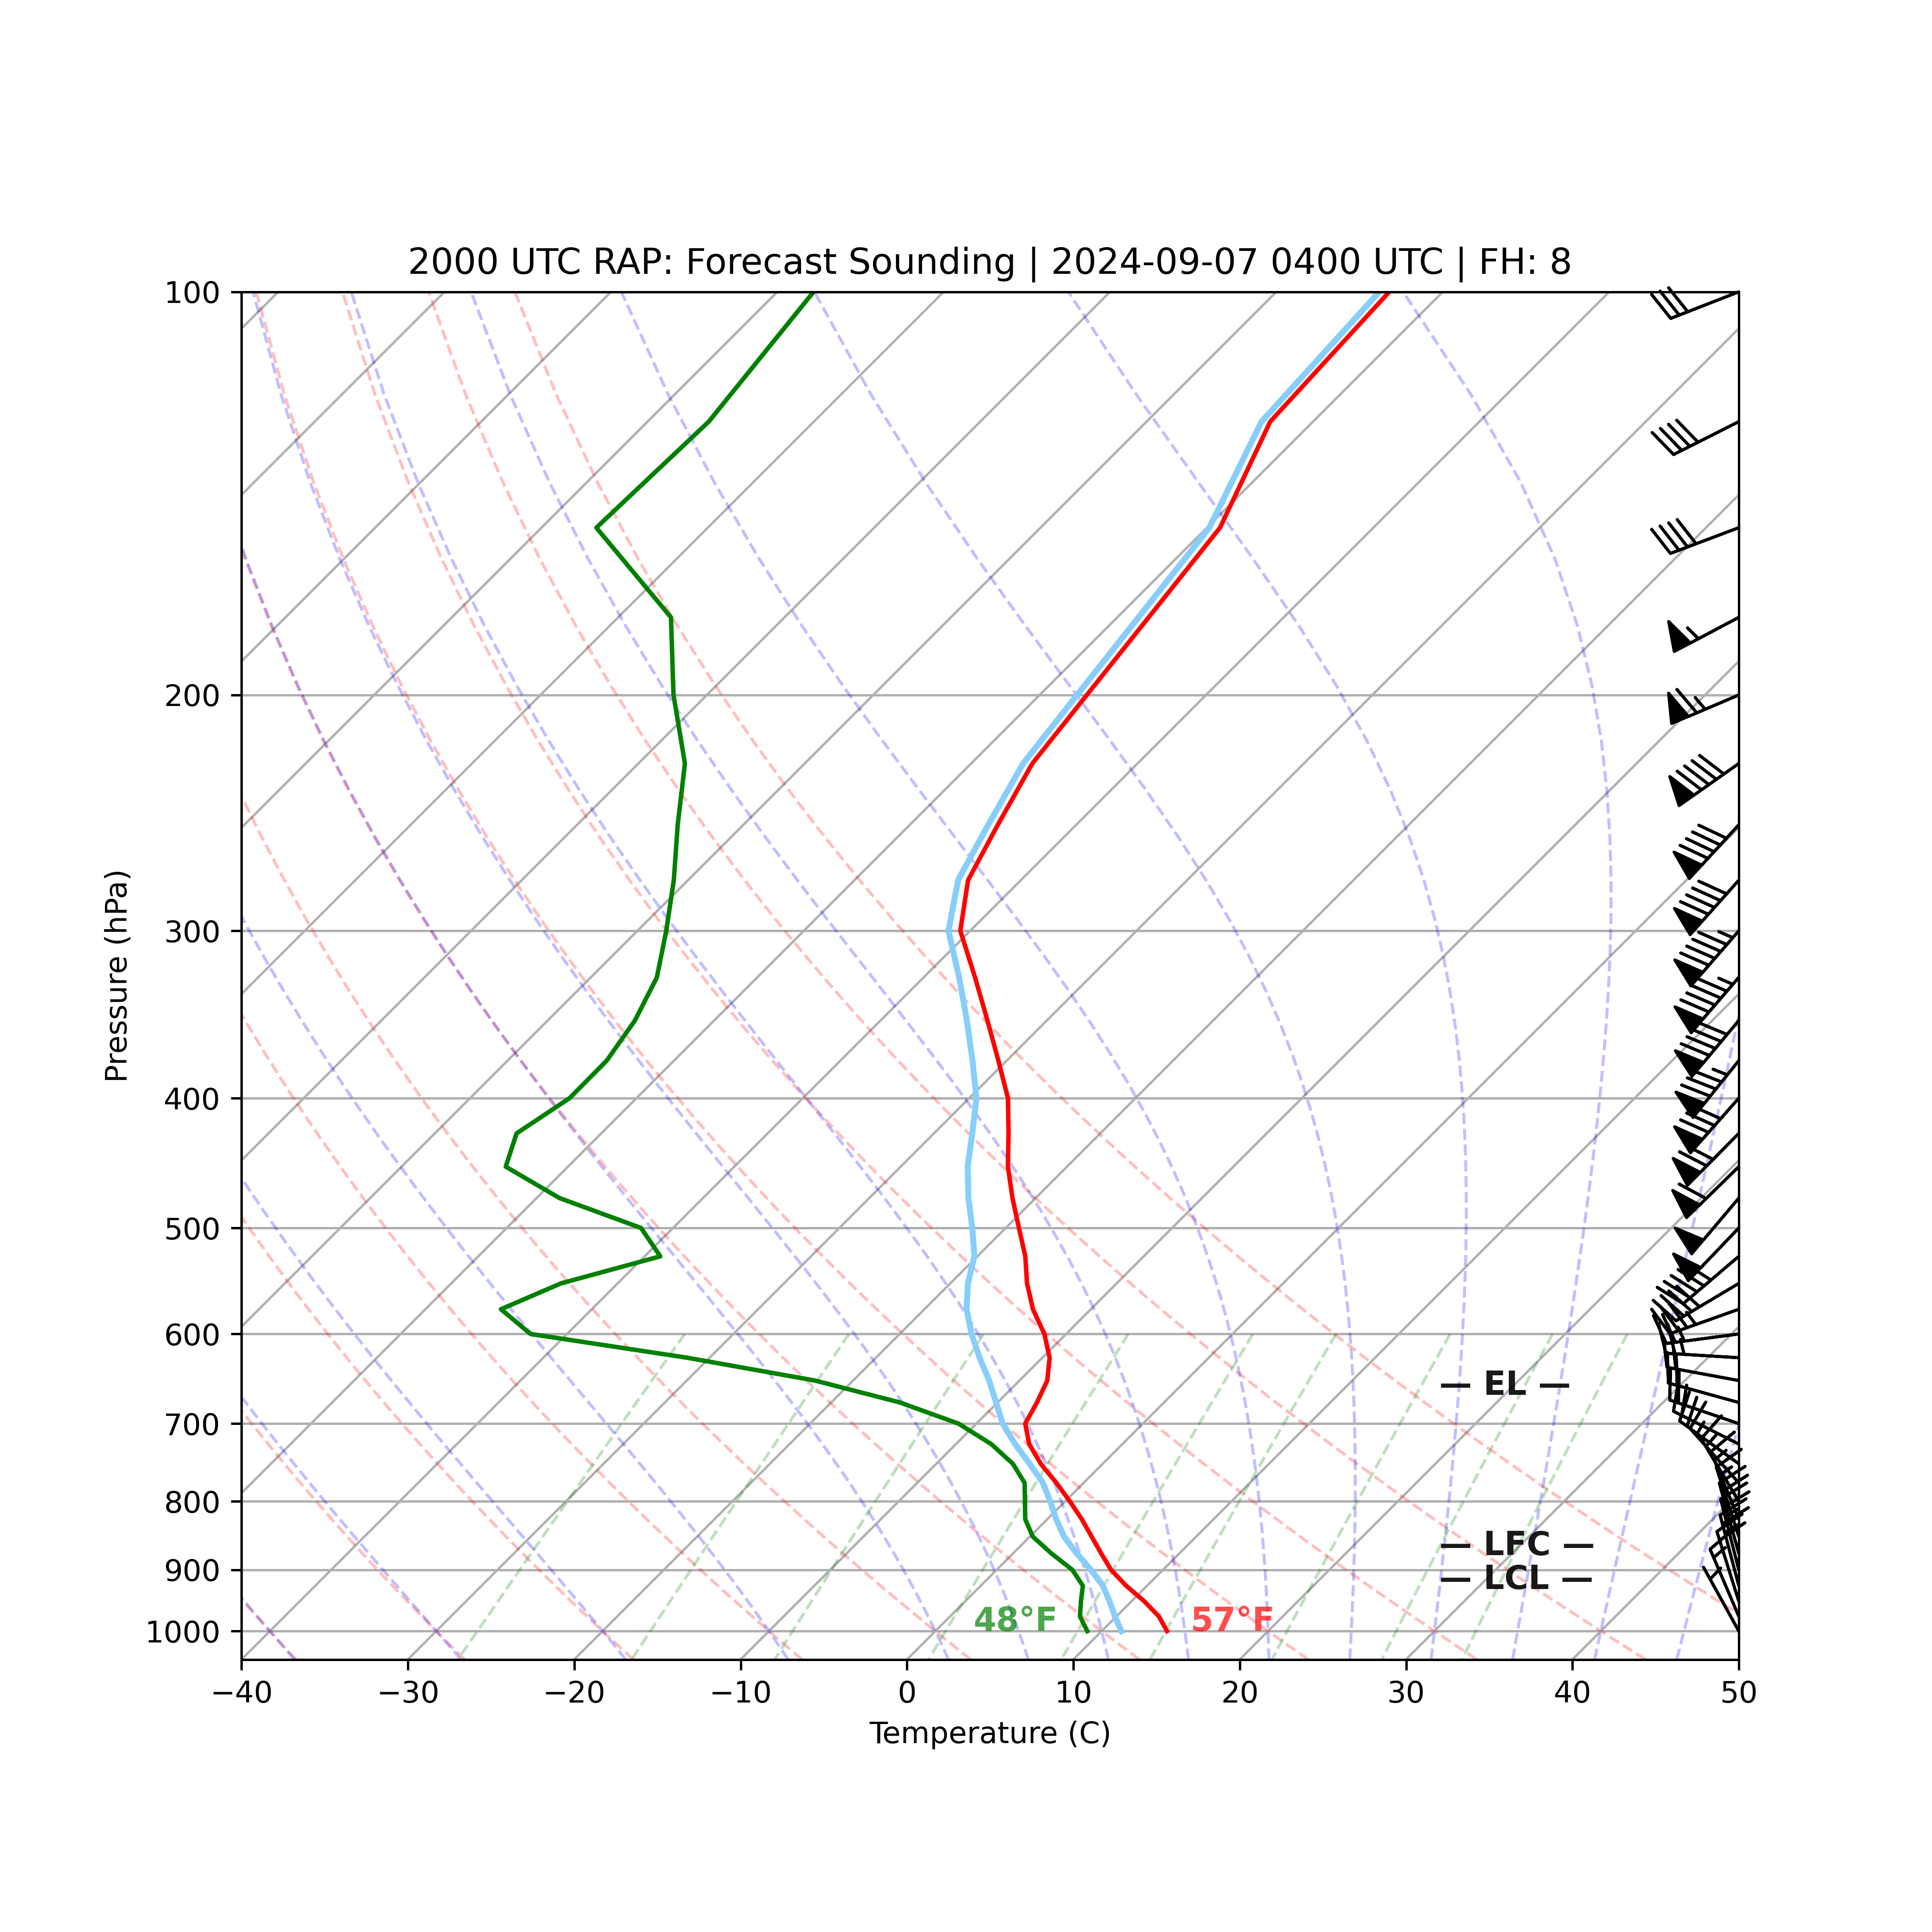 2000 UTC RAP: Forecast Sounding | 2024-09-07 0400 UTC | FH: 8
100
200
300
400
500
600
700
800
900
1000
Pressure (hPa)
— EL —
— LFC —
— LCL —
48°F
57°F
−40 −30 −20 −10 0 10 20 30 40 50
Temperature (C)